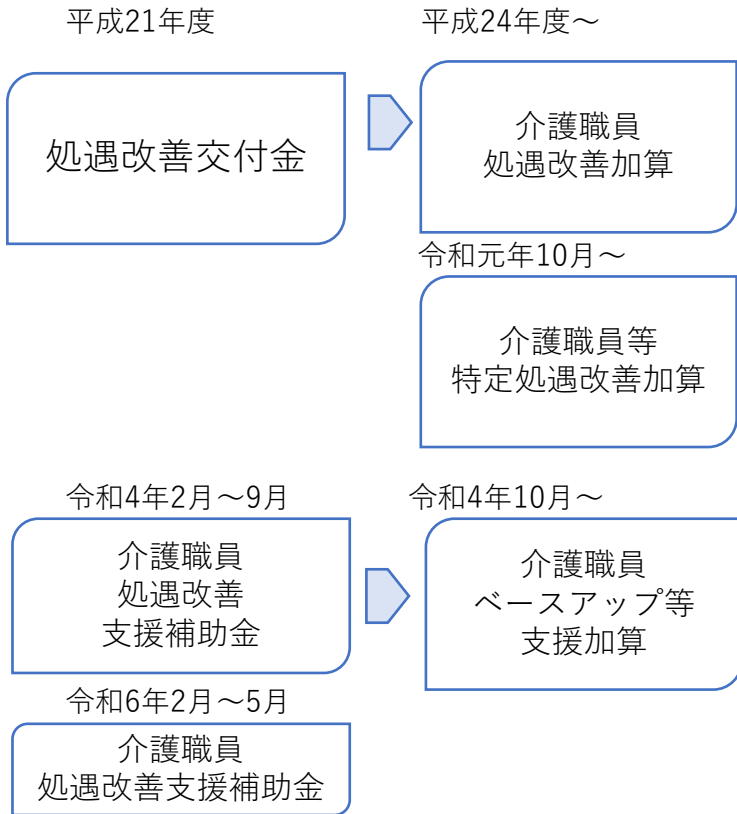 平成21年度
平成24年度～
処遇改善交付金
介護職員
処遇改善加算
令和元年10月～
介護職員等
特定処遇改善加算
令和4年2月～9月
令和4年10月～
介護職員
処遇改善
支援補助金
介護職員
ベースアップ等
支援加算
令和6年2月～5月
介護職員
処遇改善支援補助金